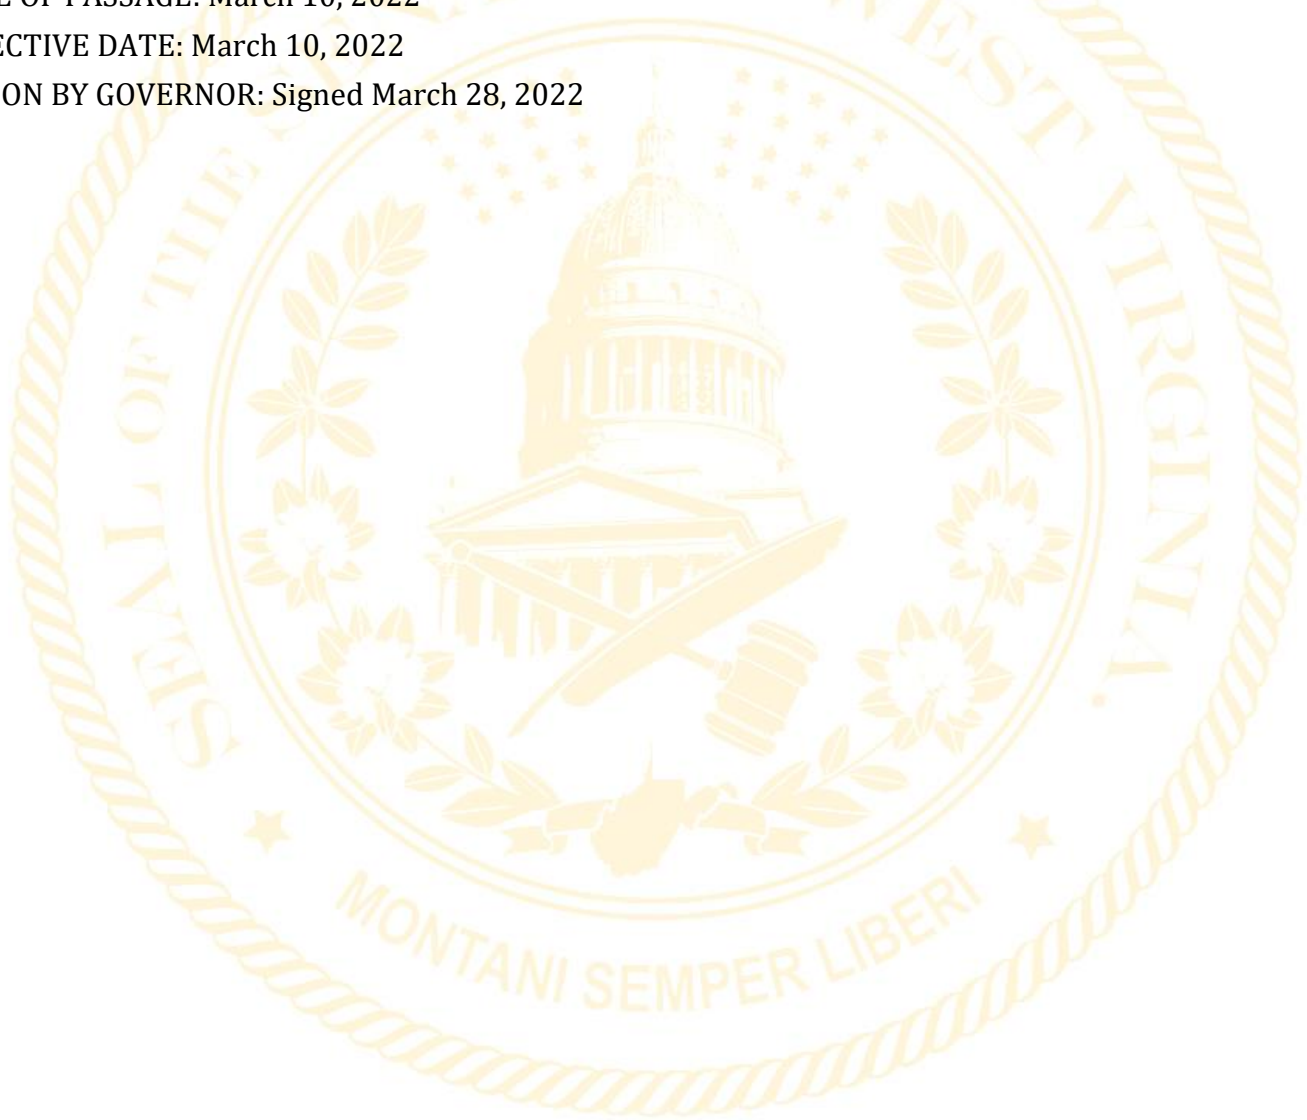 E OF PASSAGE: March 10, 2022
ECTIVE DATE: March 10, 2022
ON BY GOVERNOR: Signed March 28, 2022
SEAL OF THE WEST VIRGINIA
MONTANI SEMPER LIBERI